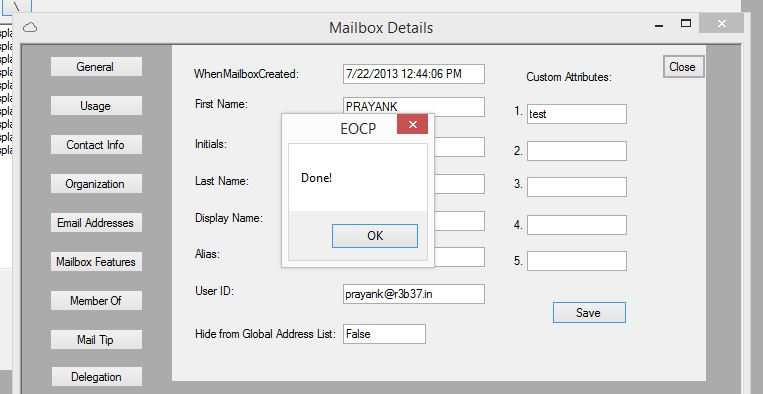 \
Mailbox Details
Close
General
Usage
Contact Info
Organization
Email Addresses
Mailbox Features
Member Of
Mail Tip
Delegation
WhenMailboxCreated: 7/22/2013 12:44:06 PM
First Name: PRAYANK
Initials:
Last Name:
Display Name:
Alias:
User ID: prayank@r3b37.in
Hide from Global Address List: False
EOCP
Done!
OK
Custom Attributes:
1. test
2.
3.
4.
5.
Save